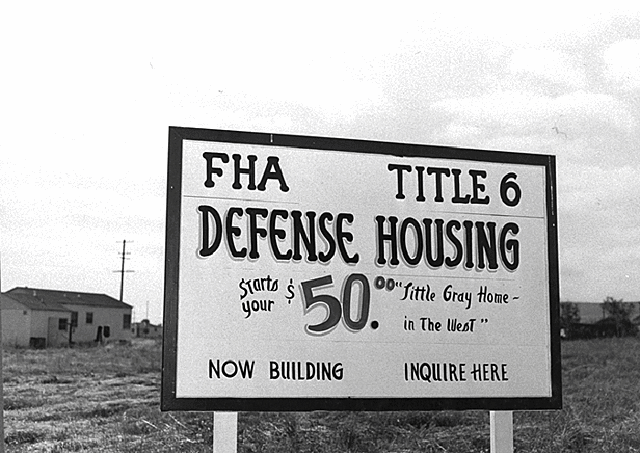 FHA TITLE 6
DEFENSE HOUSING
Starts $50.00 "Little Gray Home ~
your in The West"
NOW BUILDING INQUIRE HERE